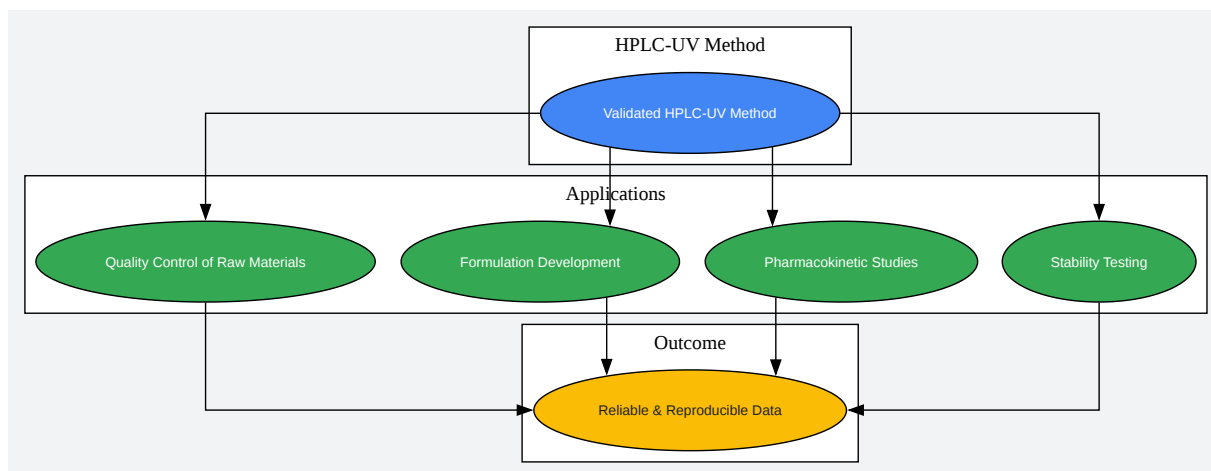 HPLC-UV Method
Validated HPLC-UV Method
Applications
Quality Control of Raw Materials
Formulation Development
Pharmacokinetic Studies
Stability Testing
Outcome
Reliable & Reproducible Data